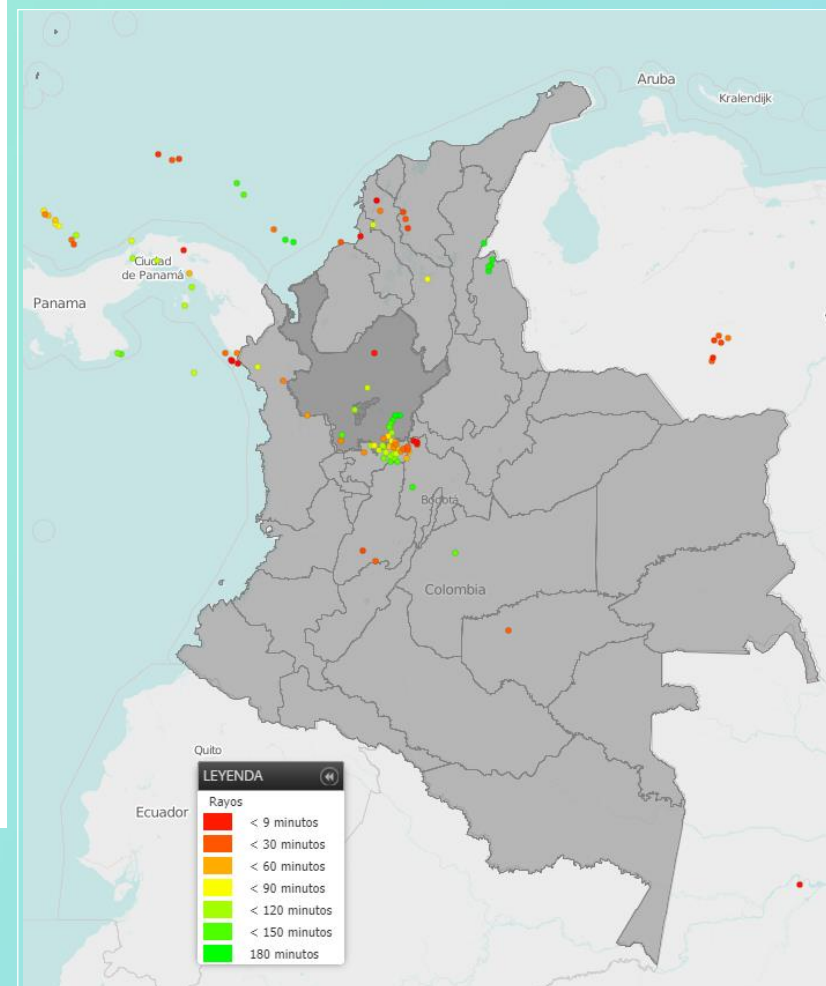 Aruba
Kralendijk
Ciudad
de Panamá
Panama
Bogotá
Colombia
Quito
Ecuador
LEYENDA
Rayos
< 9 minutos
< 30 minutos
< 60 minutos
< 90 minutos
< 120 minutos
< 150 minutos
180 minutos